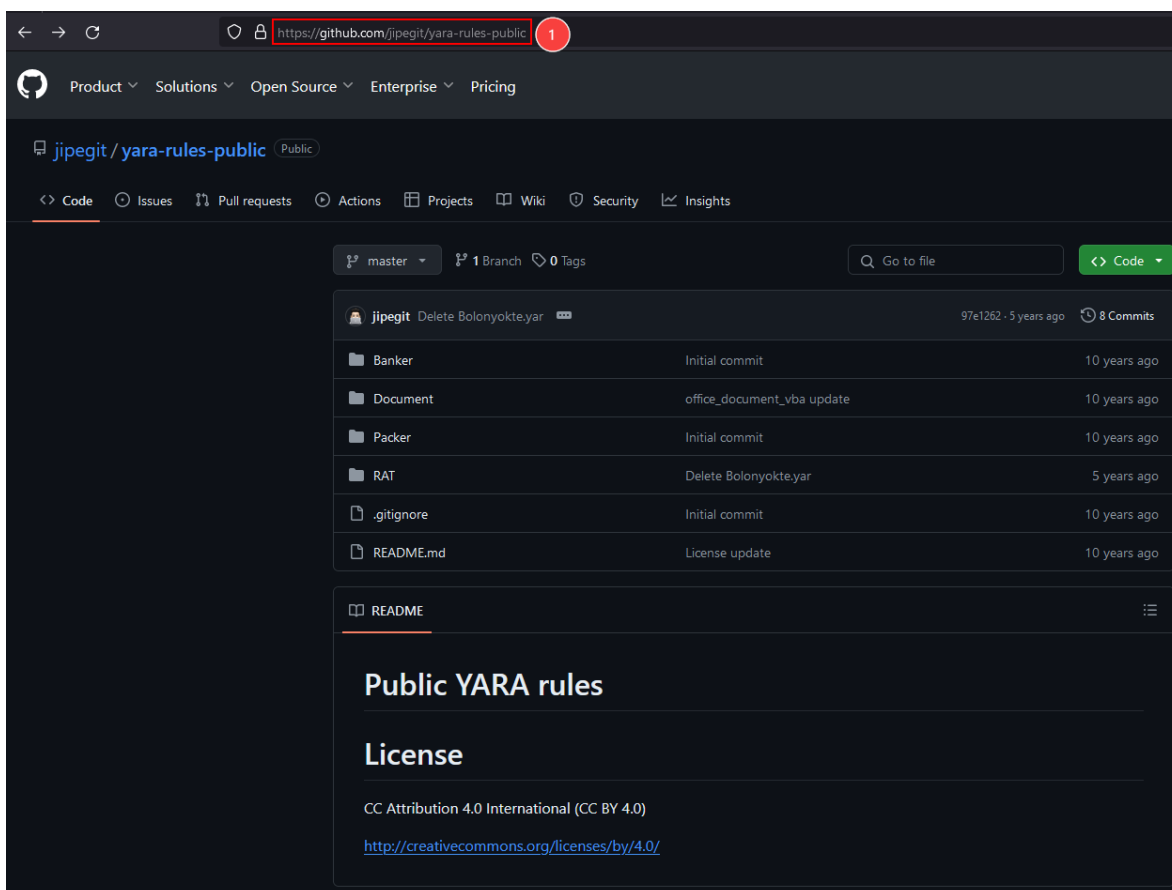 https://github.com/jipegit/yara-rules-public 1
Product Solutions Open Source Enterprise Pricing
jipegit / yara-rules-public Public
Code Issues Pull requests Actions Projects Wiki Security Insights
master 1 Branch 0 Tags Go to file Code
jipegit Delete Bolonyokte.yar 97e1262 · 5 years ago 8 Commits
Banker Initial commit 10 years ago
Document office_document_vba update 10 years ago
Packer Initial commit 10 years ago
RAT Delete Bolonyokte.yar 5 years ago
.gitignore Initial commit 10 years ago
README.md License update 10 years ago
README
Public YARA rules
License
CC Attribution 4.0 International (CC BY 4.0)
http://creativecommons.org/licenses/by/4.0/